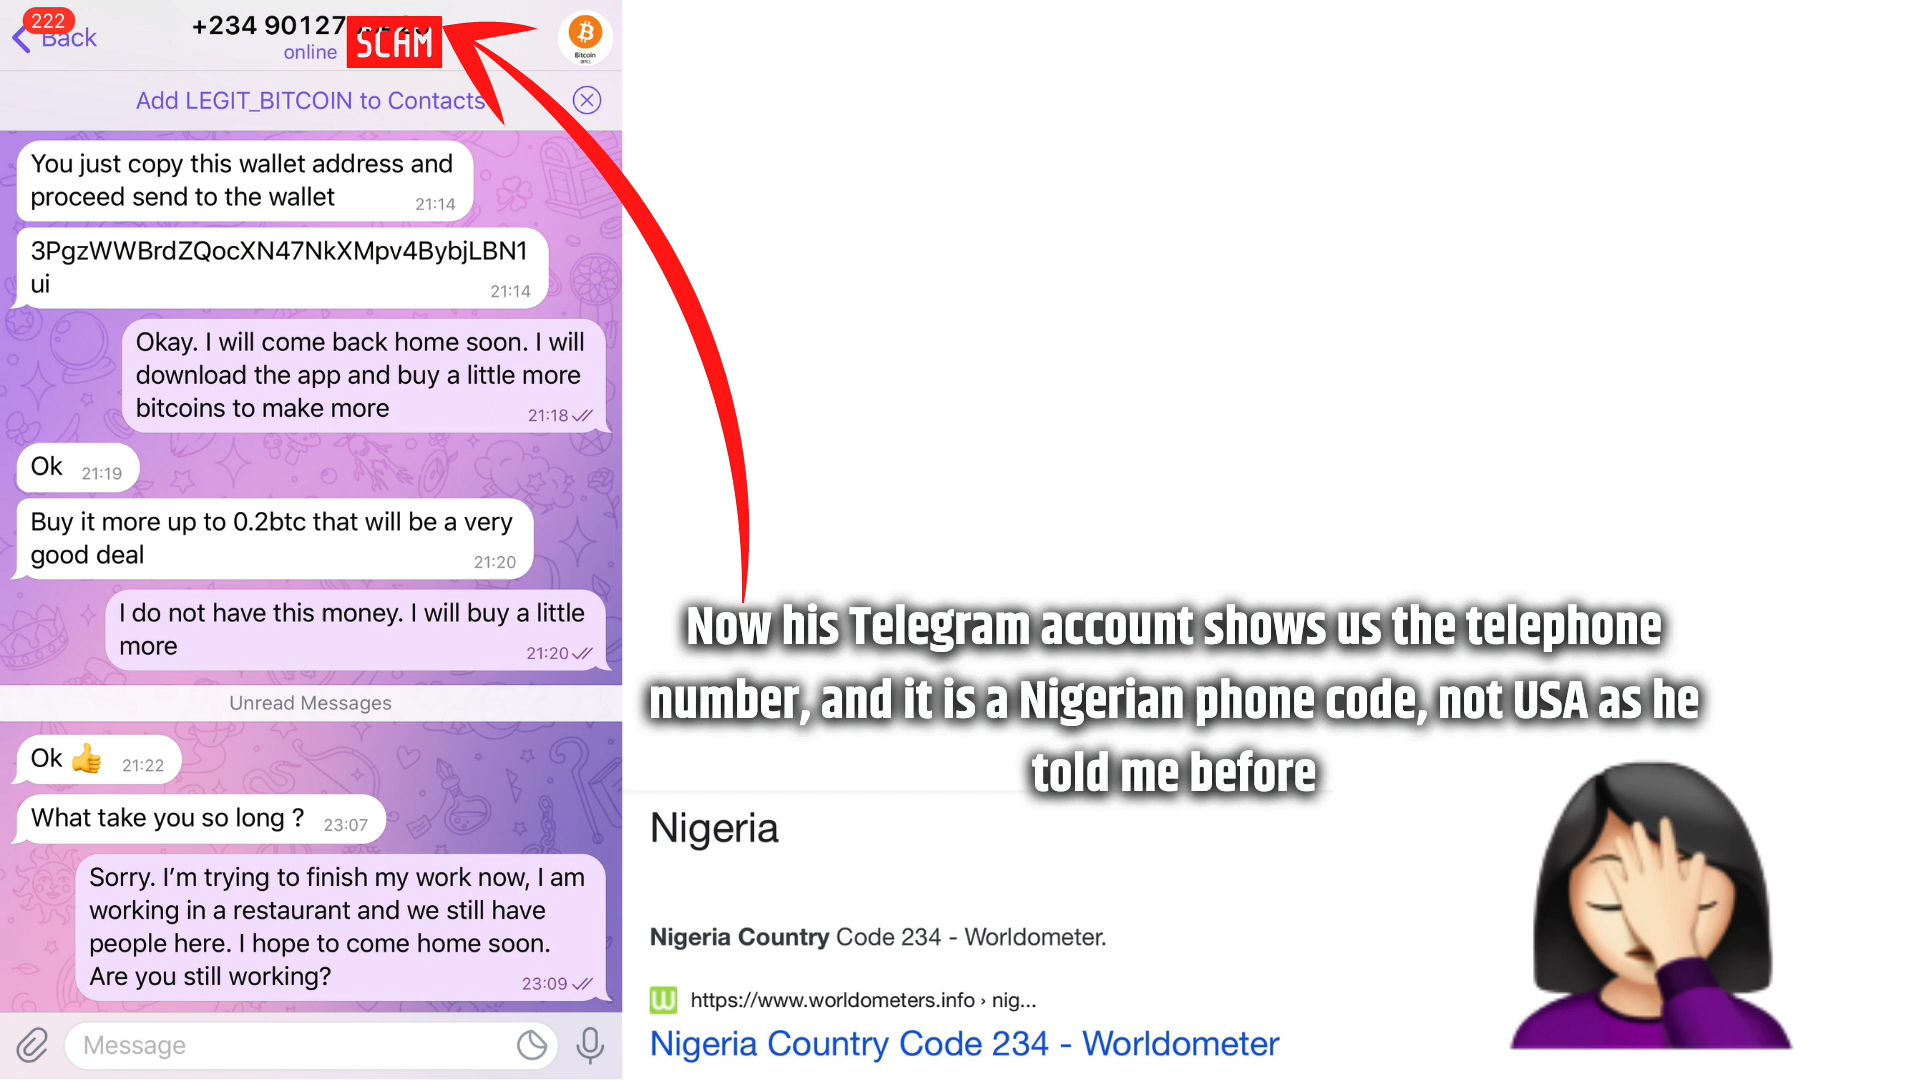 222
Back
+234 90127
online
SCAM
Bitcoin
Add LEGIT_BITCOIN to Contacts
You just copy this wallet address and
proceed send to the wallet
21:14
3PgzWWBrdZQocXN47NkXMpv4BybjLBN1
ui
21:14
Okay. I will come back home soon. I will
download the app and buy a little more
bitcoins to make more
21:18
Ok 21:19
Buy it more up to 0.2btc that will be a very
good deal
21:20
I do not have this money. I will buy a little
more
21:20
Unread Messages
Ok 👍 21:22
What take you so long ? 23:07
Sorry. I'm trying to finish my work now, I am
working in a restaurant and we still have
people here. I hope to come home soon.
Are you still working?
23:09
Message
Now his Telegram account shows us the telephone
number, and it is a Nigerian phone code, not USA as he
told me before
Nigeria
Nigeria Country Code 234 - Worldometer.
https://www.worldometers.info › nig...
Nigeria Country Code 234 - Worldometer